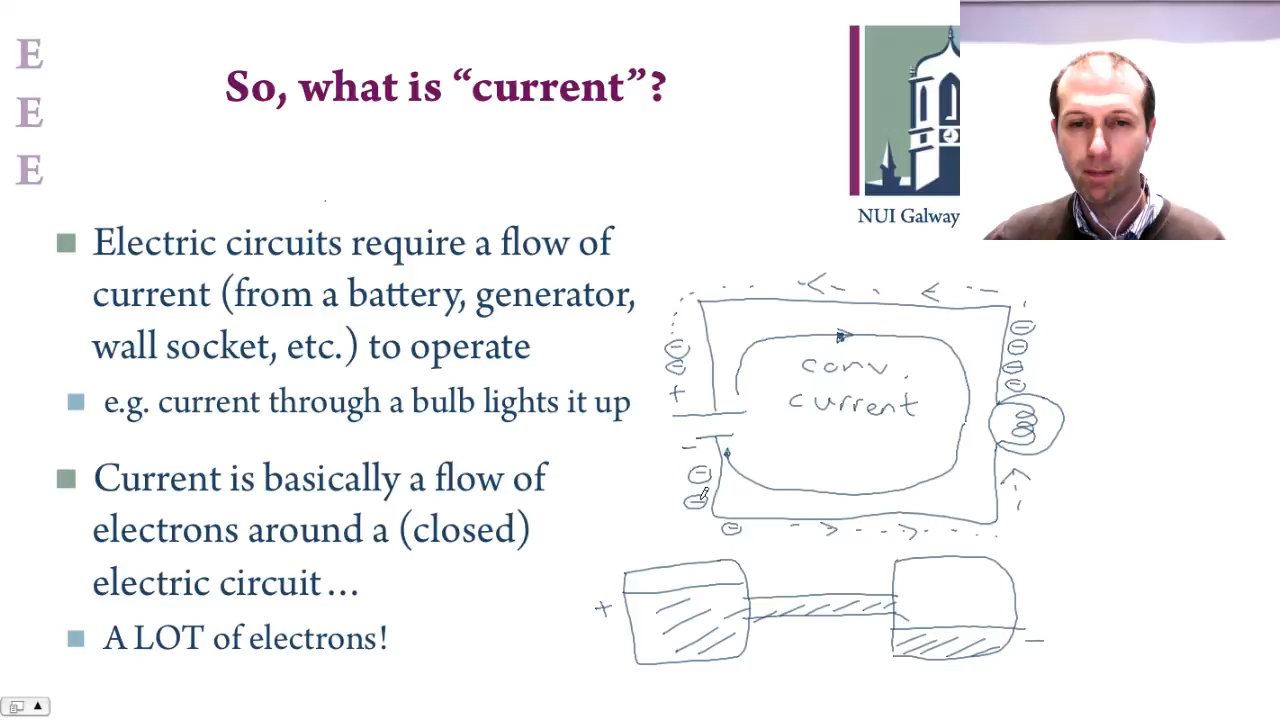 E
E
E
So, what is “current”?
NUI Galway
Electric circuits require a flow of
current (from a battery, generator,
wall socket, etc.) to operate
e.g. current through a bulb lights it up
Current is basically a flow of
electrons around a (closed)
electric circuit…
A LOT of electrons!
conv.
current
+
-
+
-